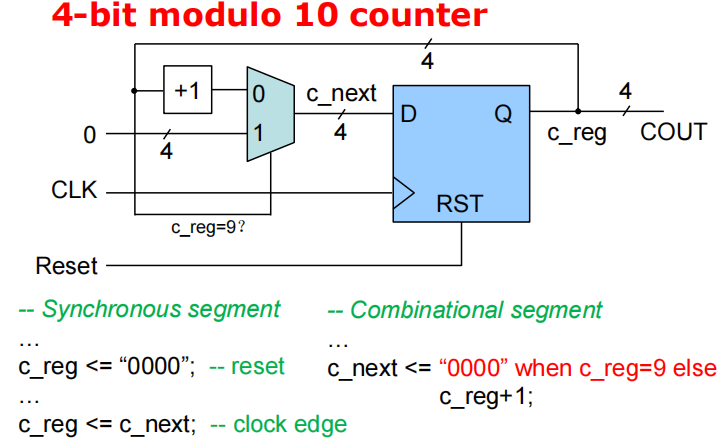 4-bit modulo 10 counter
4
+1
0
c_next
4
D
Q
4
0
4
1
4
c_reg
COUT
CLK
RST
c_reg=9?
Reset
-- Synchronous segment
...
c_reg <= “0000”; -- reset
...
c_reg <= c_next; -- clock edge
-- Combinational segment
...
c_next <= “0000” when c_reg=9 else
c_reg+1;